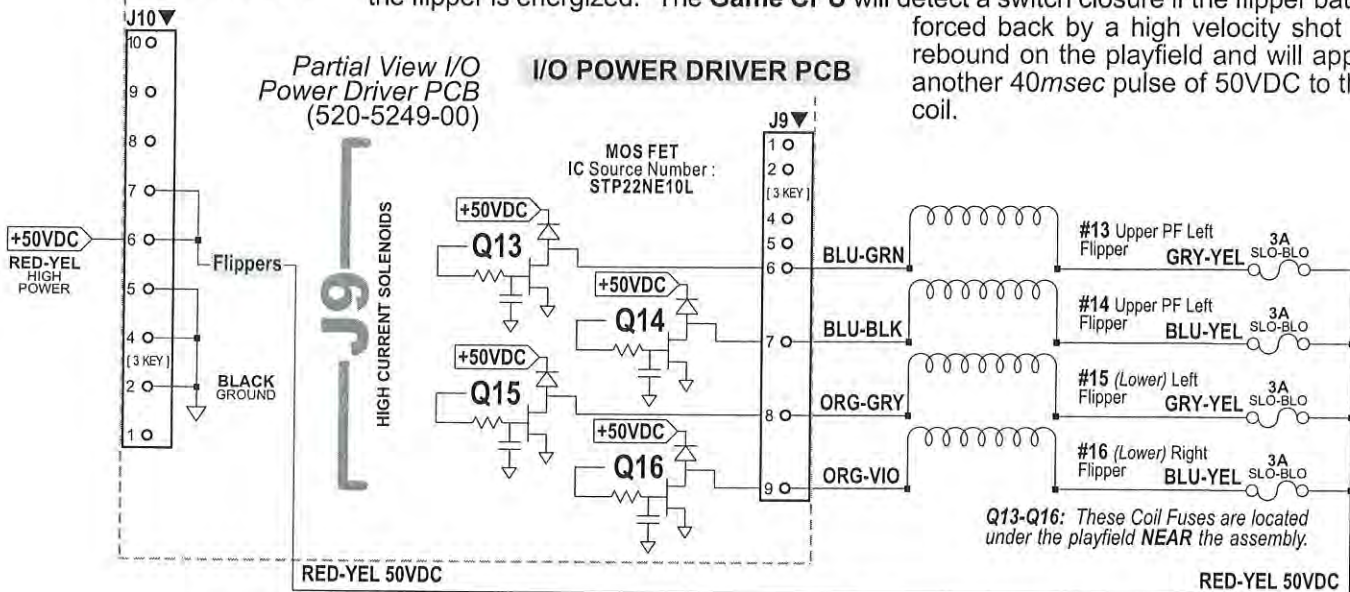 the flipper is energized. The Game CPU will detect a switch closure if the flipper bat
forced back by a high velocity shot
rebound on the playfield and will app
another 40msec pulse of 50VDC to th
coil.
J10▼
10
9
8
7
6
5
4
[ 3 KEY ]
2
1
+50VDC
RED-YEL
HIGH
POWER
Flippers
BLACK
GROUND
Partial View I/O
Power Driver PCB
(520-5249-00)
I/O POWER DRIVER PCB
J9
HIGH CURRENT SOLENOIDS
MOS FET
IC Source Number :
STP22NE10L
+50VDC
Q13
+50VDC
Q14
+50VDC
Q15
+50VDC
Q16
J9▼
1
2
[ 3 KEY ]
4
5
6
7
8
9
BLU-GRN
BLU-BLK
ORG-GRY
ORG-VIO
#13 Upper PF Left
Flipper
GRY-YEL
3A
SLO-BLO
#14 Upper PF Left
Flipper
BLU-YEL
3A
SLO-BLO
#15 (Lower) Left
Flipper
GRY-YEL
3A
SLO-BLO
#16 (Lower) Right
Flipper
BLU-YEL
3A
SLO-BLO
Q13-Q16: These Coil Fuses are located
under the playfield NEAR the assembly.
RED-YEL 50VDC
RED-YEL 50VDC